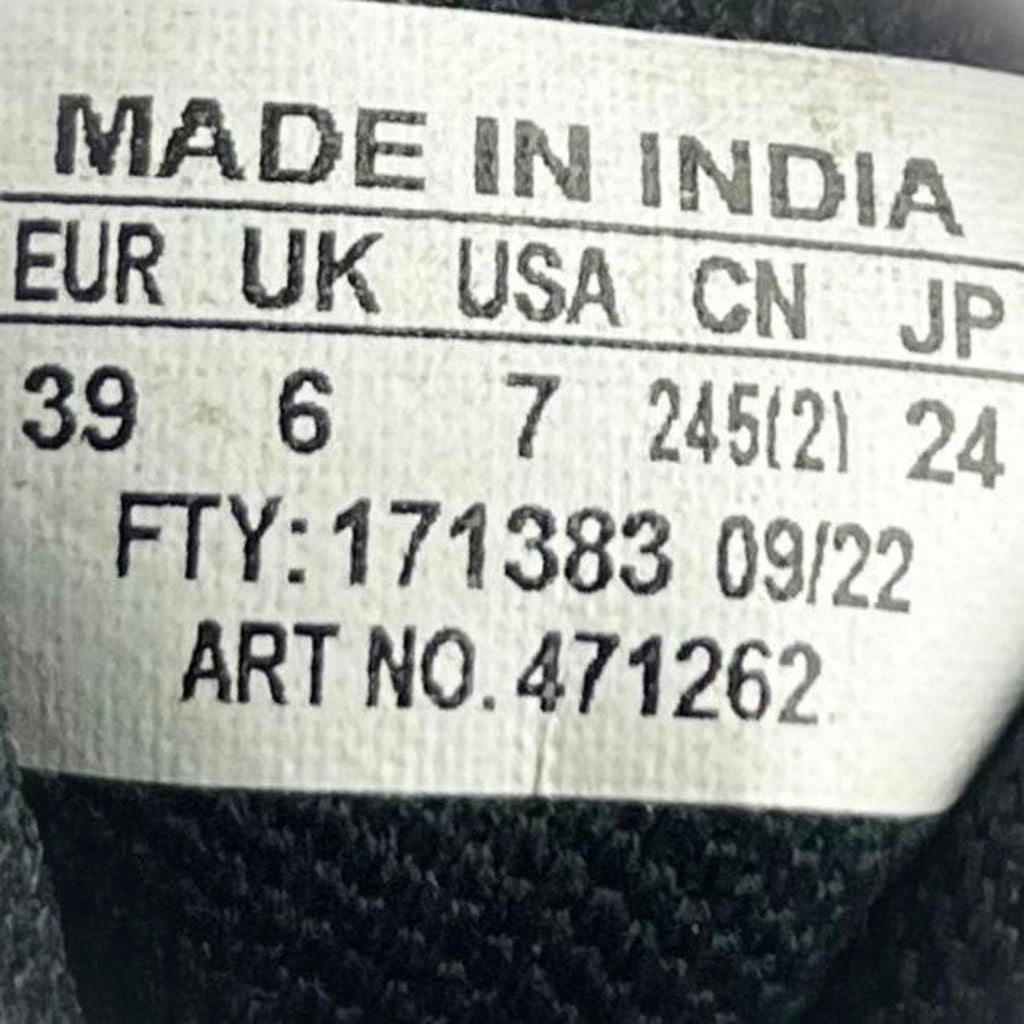 MADE IN INDIA
EUR UK USA CN JP
39 6 7 245(2) 24
FTY: 171383 09/22
ART NO. 471262